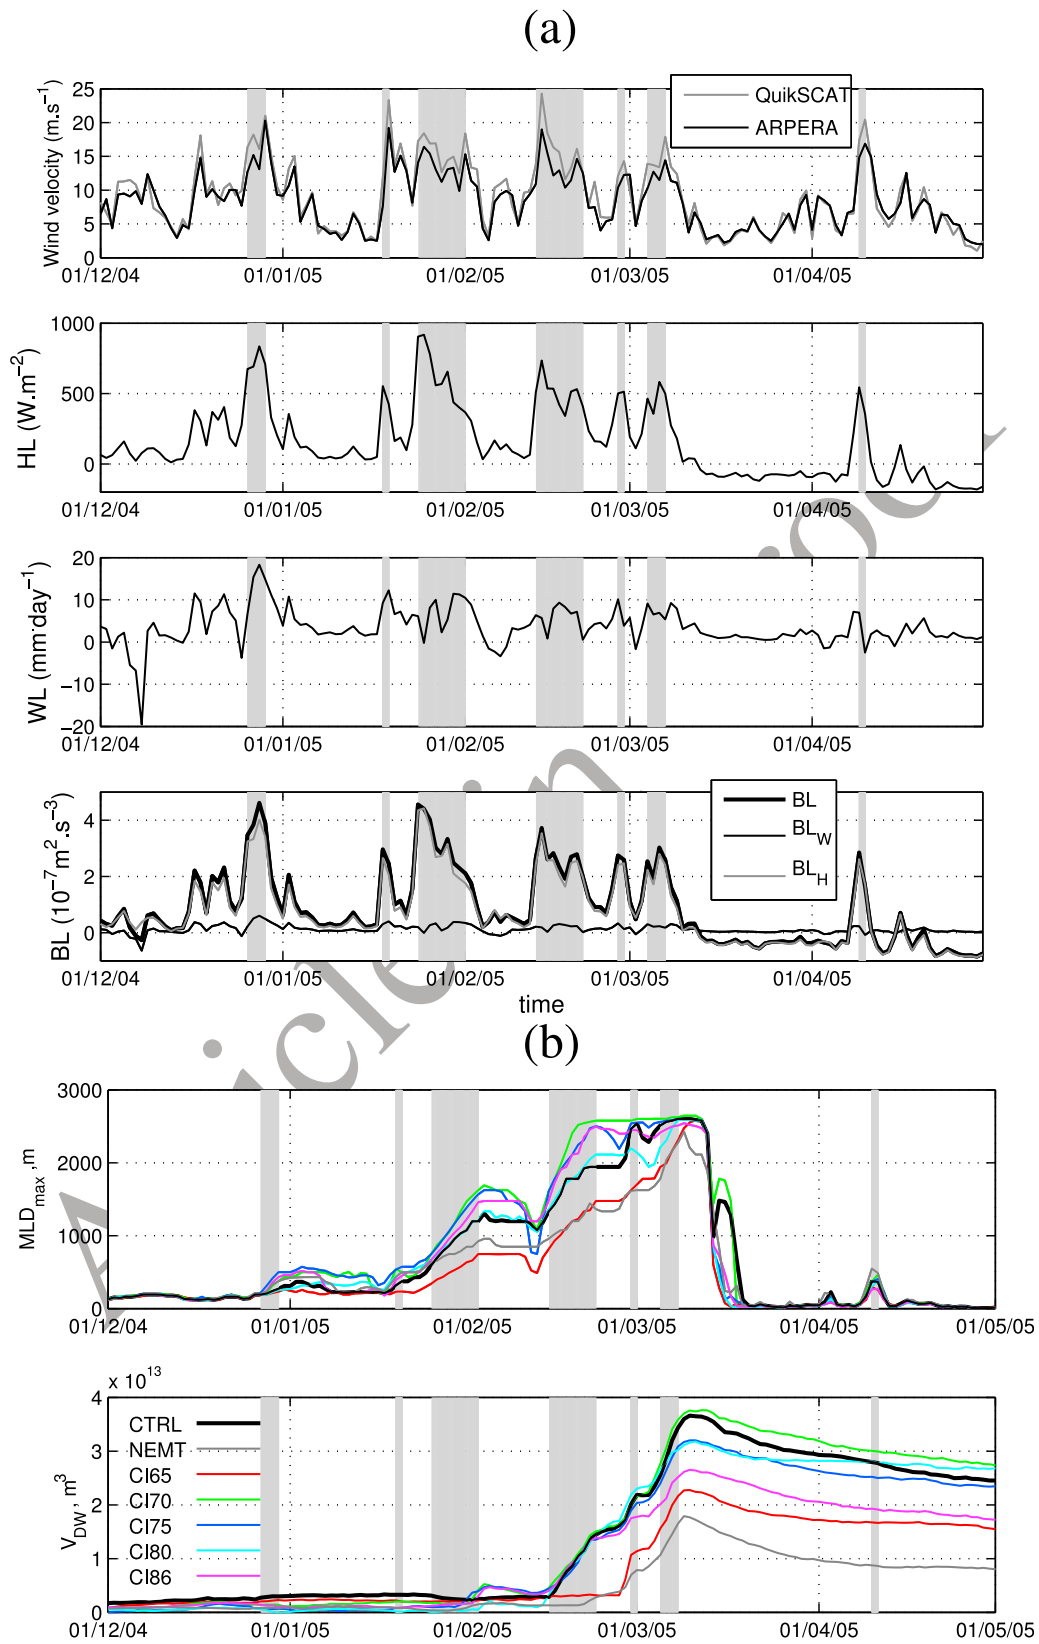 (a)
Wind velocity (m.s−1)
25
20
15
10
5
0
QuikSCAT
ARPERA
01/12/04 01/01/05 01/02/05 01/03/05 01/04/05
HL (W.m−2)
1000
500
0
01/12/04 01/01/05 01/02/05 01/03/05 01/04/05
WL (mm.day−1)
20
10
0
−10
−20
01/12/04 01/01/05 01/02/05 01/03/05 01/04/05
BL (10−7m2.s−3)
4
2
0
BL
BLW
BLH
01/12/04 01/01/05 01/02/05 01/03/05 01/04/05
time
(b)
MLDmax ,m
3000
2000
1000
0
01/12/04 01/01/05 01/02/05 01/03/05 01/04/05 01/05/05
x 10 13
VDW, m3
4
3
2
1
0
CTRL
NEMT
CI65
CI70
CI75
CI80
CI86
01/12/04 01/01/05 01/02/05 01/03/05 01/04/05 01/05/05